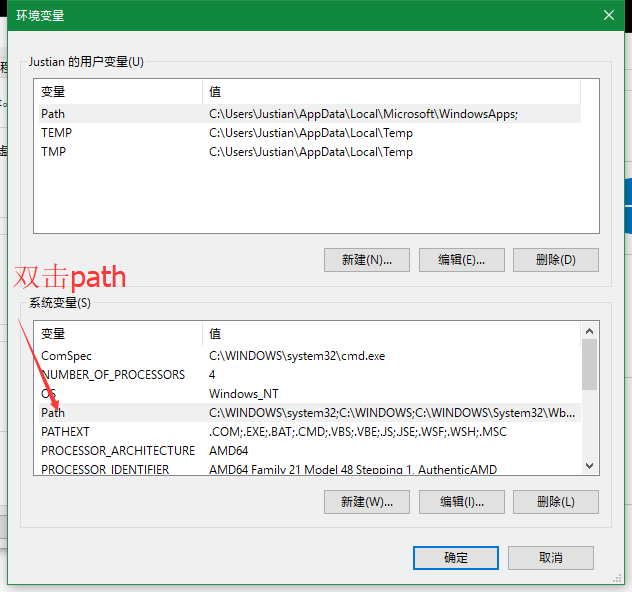 环境变量
Justian 的用户变量(U)
变量 值
Path C:\Users\Justian\AppData\Local\Microsoft\WindowsApps;
TEMP C:\Users\Justian\AppData\Local\Temp
TMP C:\Users\Justian\AppData\Local\Temp
新建(N)... 编辑(E)... 删除(D)
双击path
系统变量(S)
变量 值
ComSpec C:\WINDOWS\system32\cmd.exe
NUMBER_OF_PROCESSORS 4
OS Windows_NT
Path C:\WINDOWS\system32;C:\WINDOWS;C:\WINDOWS\System32\Wb...
PATHEXT .COM;.EXE;.BAT;.CMD;.VBS;.VBE;.JS;.JSE;.WSF;.WSH;.MSC
PROCESSOR_ARCHITECTURE AMD64
PROCESSOR_IDENTIFIER AMD64 Family 21 Model 48 Stepping 1, AuthenticAMD
新建(W)... 编辑(I)... 删除(L)
确定 取消